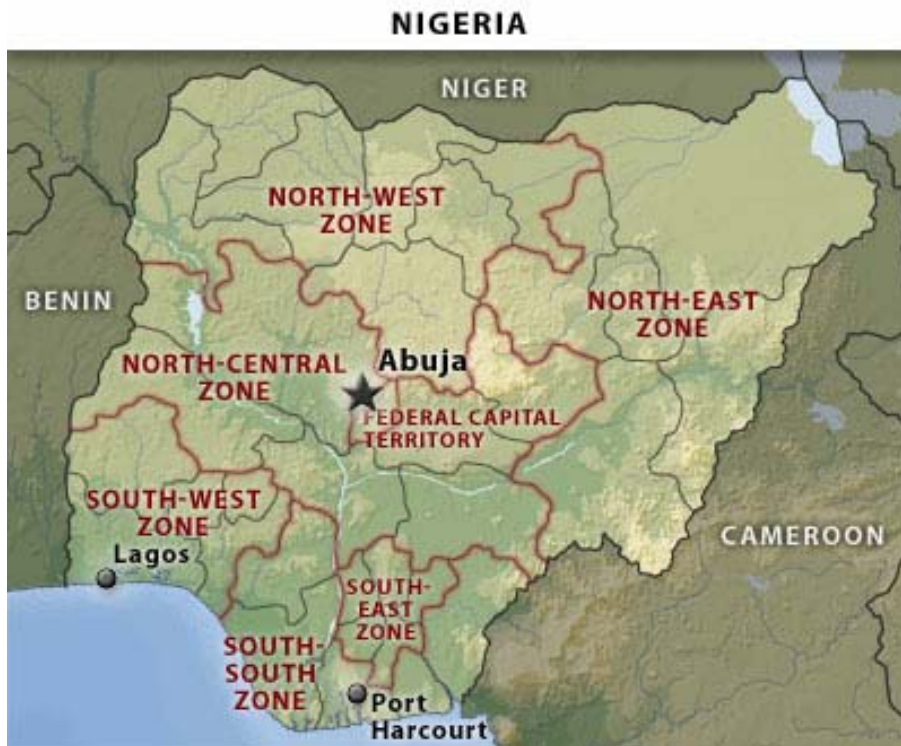 NIGERIA
NIGER
NORTH-WEST
ZONE
BENIN
NORTH-EAST
ZONE
NORTH-CENTRAL
ZONE
Abuja
FEDERAL CAPITAL
TERRITORY
SOUTH-WEST
ZONE
Lagos
CAMEROON
SOUTH-
EAST
ZONE
SOUTH-
SOUTH
ZONE
Port
Harcourt